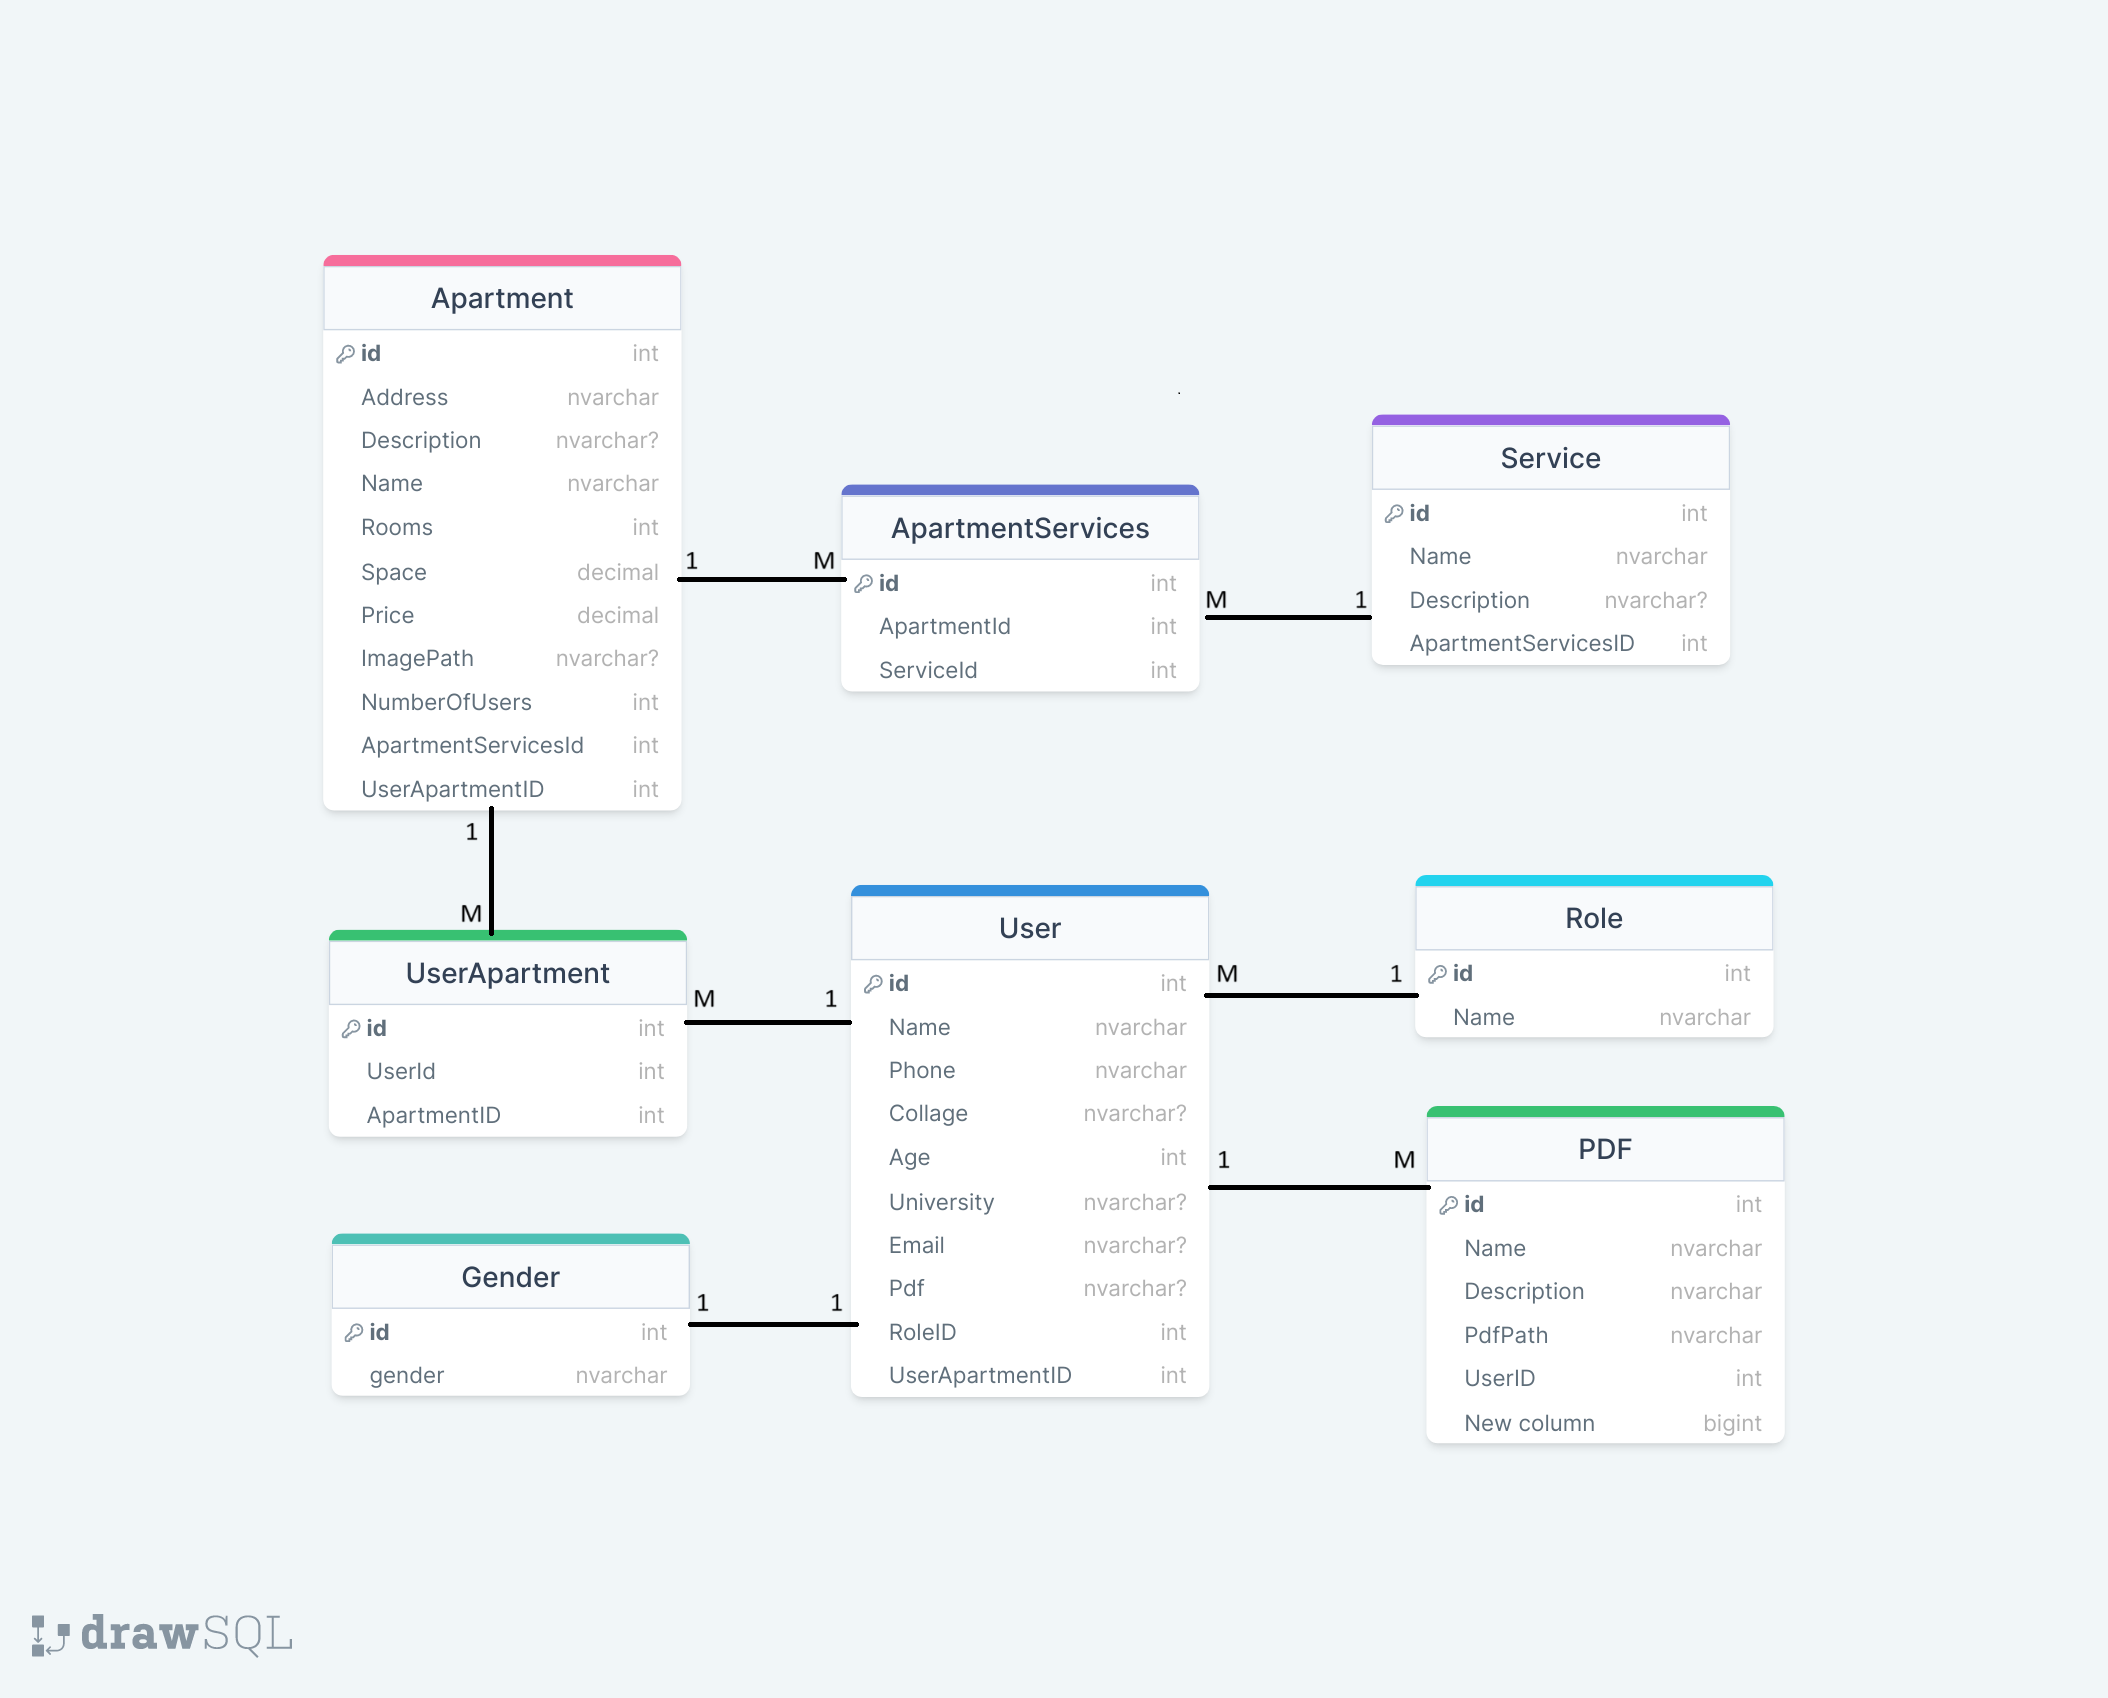 Apartment
id int
Address nvarchar
Description nvarchar?
Name nvarchar
Rooms int
Space decimal
Price decimal
ImagePath nvarchar?
NumberOfUsers int
ApartmentServicesId int
UserApartmentID int
1 M
ApartmentServices
id int
ApartmentId int
ServiceId int
M 1
Service
id int
Name nvarchar
Description nvarchar?
ApartmentServicesID int
1
M
UserApartment
id int
UserId int
ApartmentID int
M 1
User
id int
Name nvarchar
Phone nvarchar
Collage nvarchar?
Age int
University nvarchar?
Email nvarchar?
Pdf nvarchar?
RoleID int
UserApartmentID int
M 1
Role
id int
Name nvarchar
1 M
PDF
id int
Name nvarchar
Description nvarchar
PdfPath nvarchar
UserID int
New column bigint
Gender
id int
gender nvarchar
1 1
drawSQL